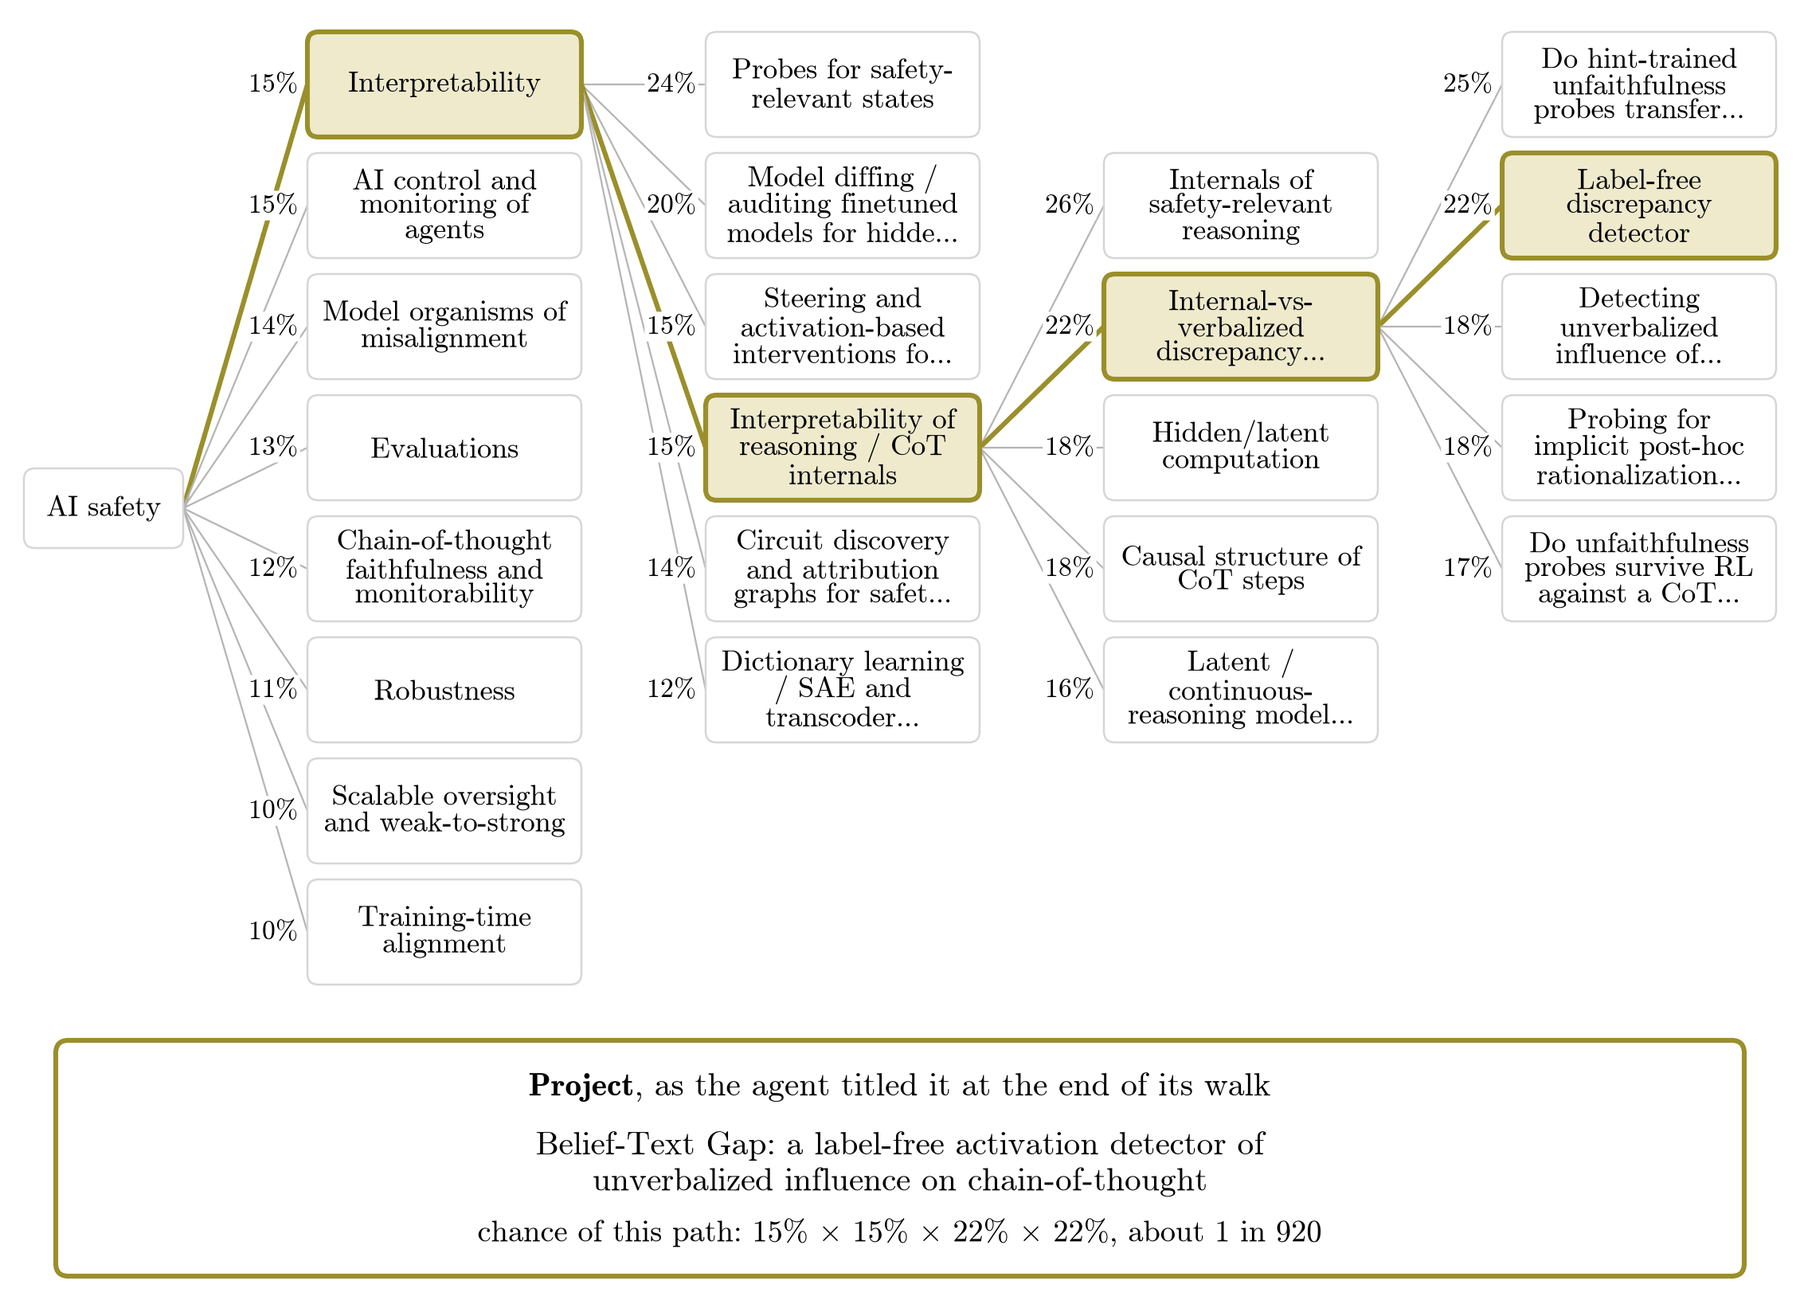 AI safety
15%
Interpretability
15%
AI control and
monitoring of
agents
14%
Model organisms of
misalignment
13%
Evaluations
12%
Chain-of-thought
faithfulness and
monitorability
11%
Robustness
10%
Scalable oversight
and weak-to-strong
10%
Training-time
alignment
24%
Probes for safety-
relevant states
20%
Model diffing /
auditing finetuned
models for hidde...
15%
Steering and
activation-based
interventions fo...
15%
Interpretability of
reasoning / CoT
internals
14%
Circuit discovery
and attribution
graphs for safet...
12%
Dictionary learning
/ SAE and
transcoder...
26%
Internals of
safety-relevant
reasoning
22%
Internal-vs-
verbalized
discrepancy...
18%
Hidden/latent
computation
18%
Causal structure of
CoT steps
16%
Latent /
continuous-
reasoning model...
25%
Do hint-trained
unfaithfulness
probes transfer...
22%
Label-free
discrepancy
detector
18%
Detecting
unverbalized
influence of...
18%
Probing for
implicit post-hoc
rationalization...
17%
Do unfaithfulness
probes survive RL
against a CoT...
Project, as the agent titled it at the end of its walk
Belief-Text Gap: a label-free activation detector of
unverbalized influence on chain-of-thought
chance of this path: 15% × 15% × 22% × 22%, about 1 in 920